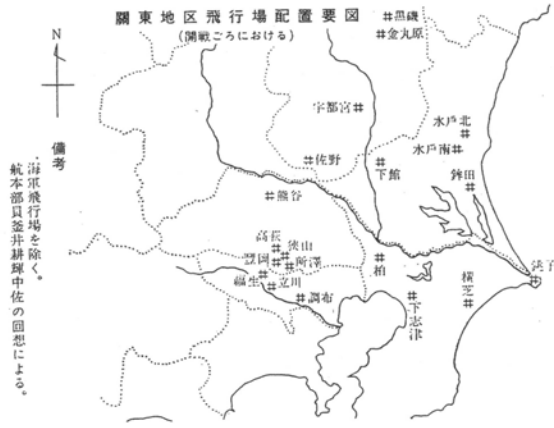 關東地区飛行場配置要図
(開戦ごろにおける)
N
黒磯
金丸原
宇都宮
水戸北
水戸南
佐野
下館
鉾田
熊谷
高萩
狭山
豊岡
所澤
福生
立川
調布
柏
下志津
横芝
銚子
備考
・海軍飛行場を除く。
航本部員釜井耕輝中佐の回想による。